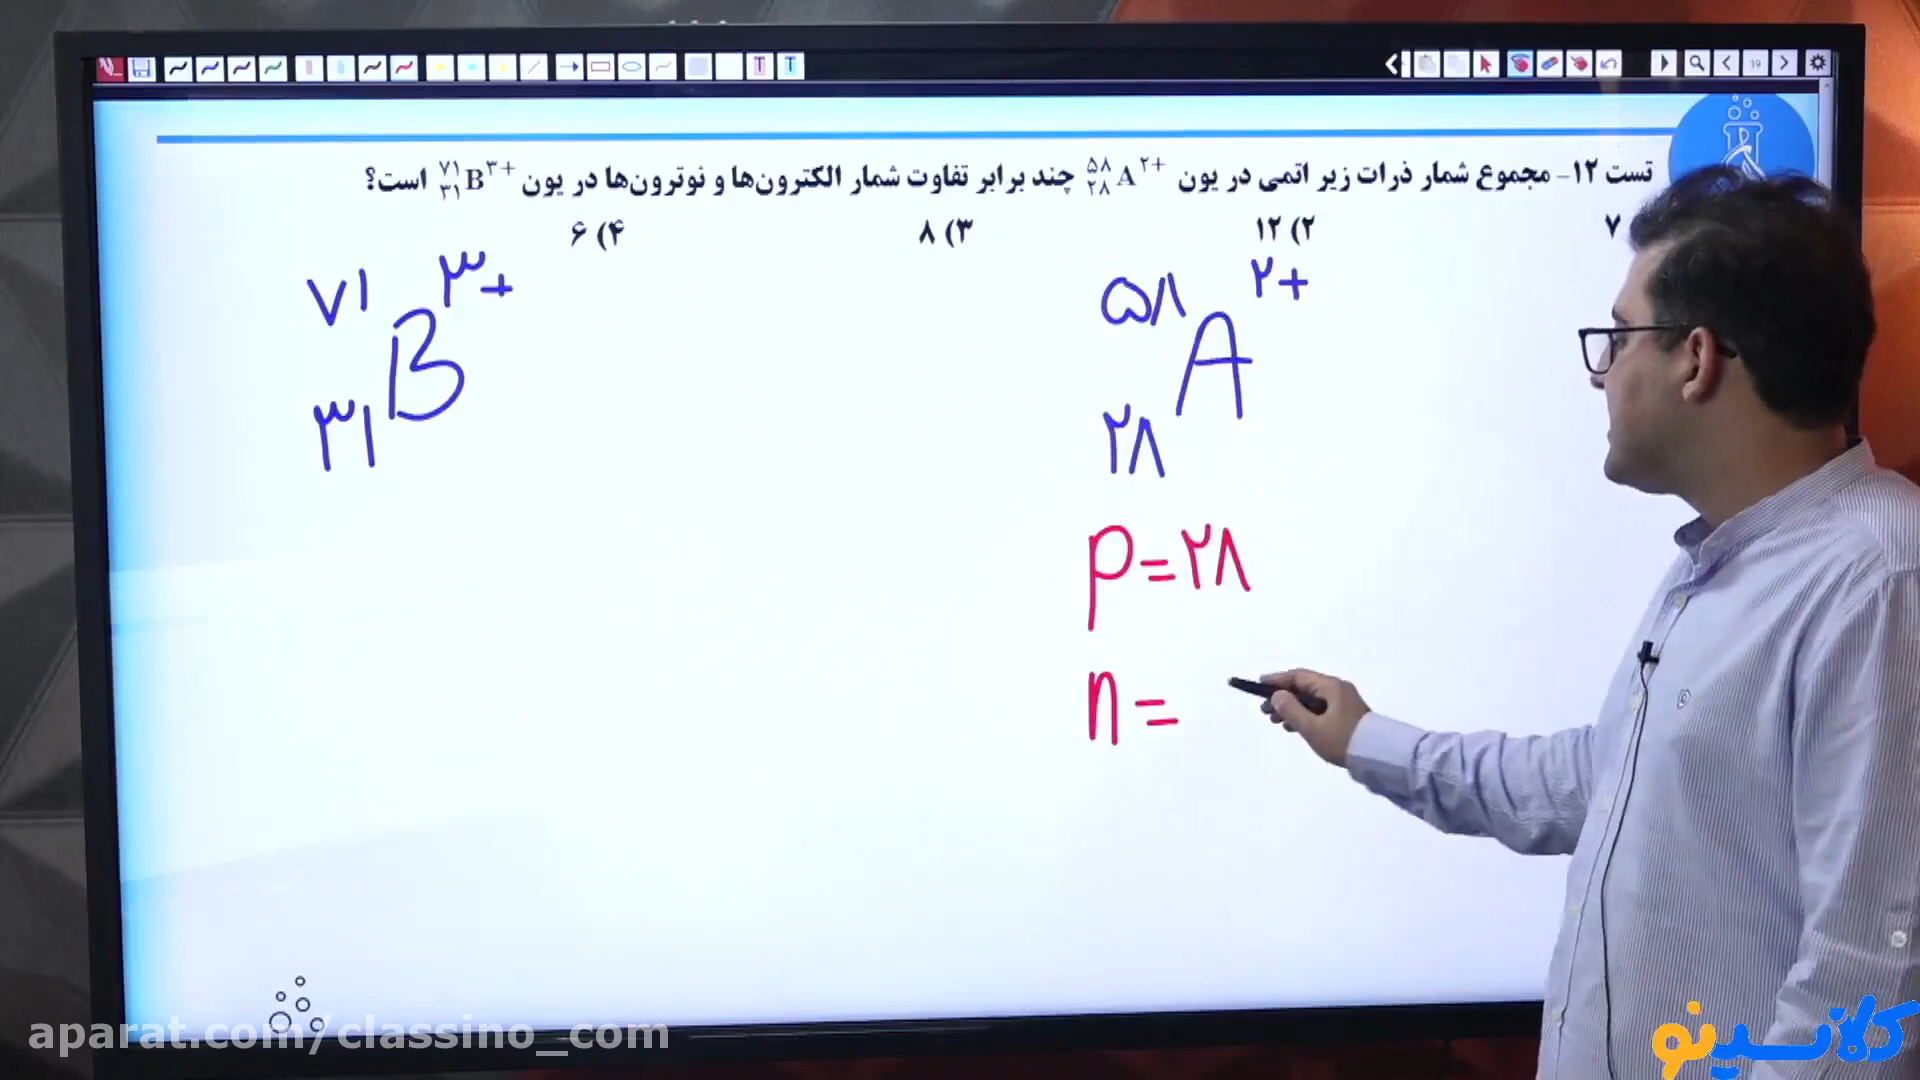 تست ۱۲- مجموع شمار ذرات زیر اتمی در یون ⁵⁸₂₈A²⁺ چند برابر تفاوت شمار الکترون‌ها و نوترون‌ها در یون ⁷¹₃₁B³⁺ است؟
۷ ۲) ۱۲ ۳) ۸ ۴) ۶
۵۸ A ۲+ ۲۸
۷۱ B ۳+ ۳۱
p = ۲۸
n =
aparat.com/classino_com
کلاسینو